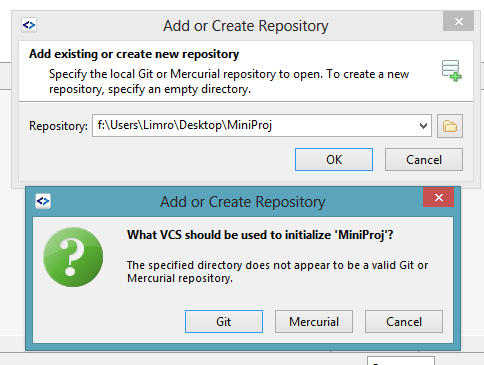 Add or Create Repository
Add existing or create new repository
Specify the local Git or Mercurial repository to open. To create a new
repository, specify an empty directory.
Repository: f:\Users\Limro\Desktop\MiniProj
OK Cancel
Add or Create Repository
What VCS should be used to initialize 'MiniProj'?
The specified directory does not appear to be a valid Git or
Mercurial repository.
Git Mercurial Cancel